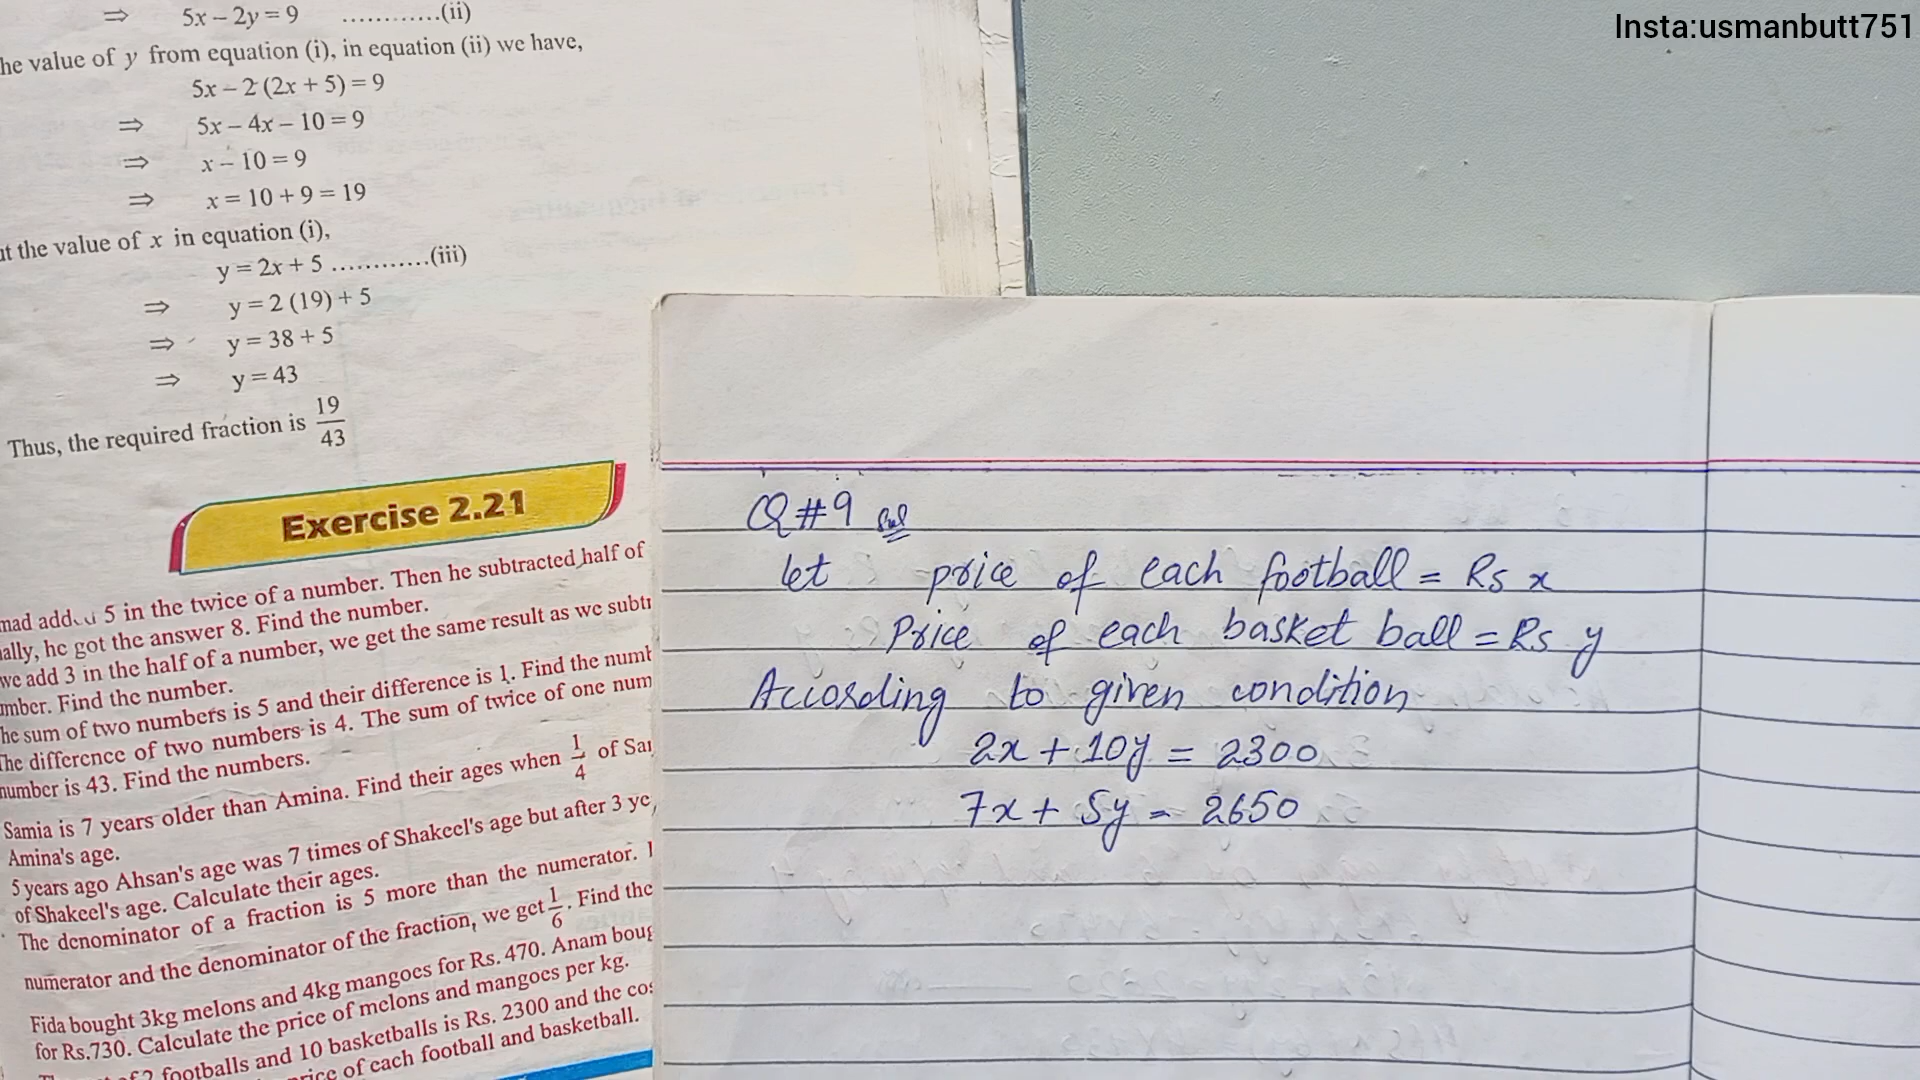 Insta:usmanbutt751
⇒ 5x – 2y = 9 ............(ii)
he value of y from equation (i), in equation (ii) we have,
5x – 2 (2x + 5) = 9
⇒ 5x – 4x – 10 = 9
⇒ x – 10 = 9
⇒ x = 10 + 9 = 19
ut the value of x in equation (i),
y = 2x + 5 ............(iii)
⇒ y = 2 (19) + 5
⇒ y = 38 + 5
⇒ y = 43
Thus, the required fraction is 19/43
Exercise 2.21
mad add 5 in the twice of a number. Then he subtracted half of
ally, he got the answer 8. Find the number.
we add 3 in the half of a number, we get the same result as we subtr
mber. Find the number.
he sum of two numbers is 5 and their difference is 1. Find the numb
The difference of two numbers is 4. The sum of twice of one num
number is 43. Find the numbers.
Samia is 7 years older than Amina. Find their ages when 1/4 of Sa
Amina's age.
5 years ago Ahsan's age was 7 times of Shakeel's age but after 3 ye
of Shakeel's age. Calculate their ages.
The denominator of a fraction is 5 more than the numerator. I
numerator and the denominator of the fraction, we get 1/6. Find the
Fida bought 3kg melons and 4kg mangoes for Rs. 470. Anam boug
for Rs.730. Calculate the price of melons and mangoes per kg.
of 2 footballs and 10 basketballs is Rs. 2300 and the cos
rice of each football and basketball.
Q#9 Sol
let price of each football = Rs x
Price of each basket ball = Rs y
According to given condition
2x + 10y = 2300
7x + 5y = 2650